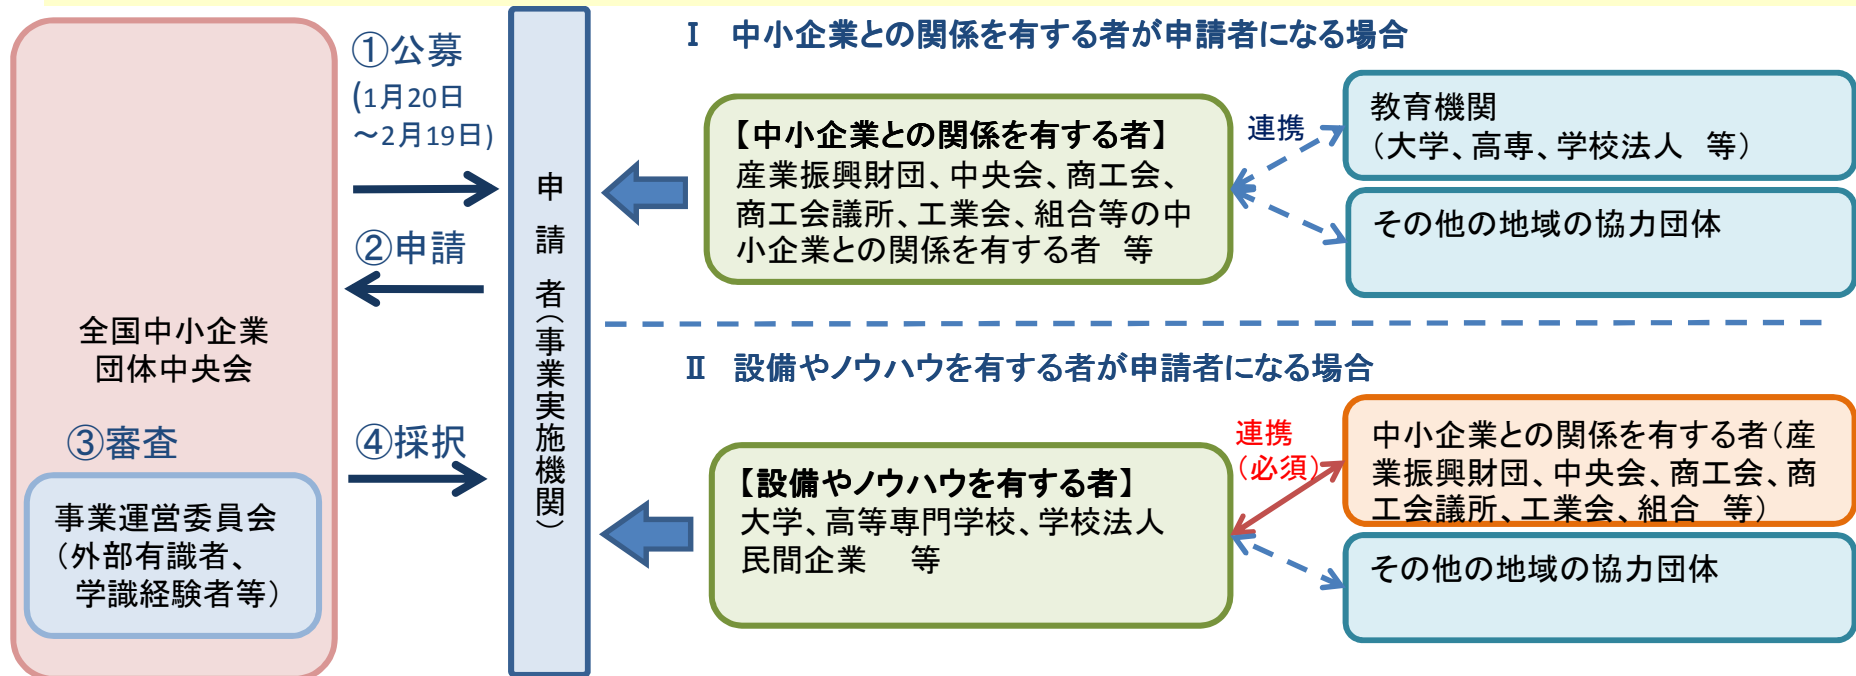 ①公募
(1月20日
～2月19日)
②申請
全国中小企業
団体中央会
③審査
④採択
事業運営委員会
（外部有識者、
学識経験者等）
申請者（事業実施機関）
Ⅰ 中小企業との関係を有する者が申請者になる場合
【中小企業との関係を有する者】
産業振興財団、中央会、商工会、
商工会議所、工業会、組合等の中
小企業との関係を有する者 等
連携
教育機関
（大学、高専、学校法人 等）
その他の地域の協力団体
Ⅱ 設備やノウハウを有する者が申請者になる場合
【設備やノウハウを有する者】
大学、高等専門学校、学校法人
民間企業 等
連携
（必須）
中小企業との関係を有する者（産
業振興財団、中央会、商工会、商
工会議所、工業会、組合 等）
その他の地域の協力団体